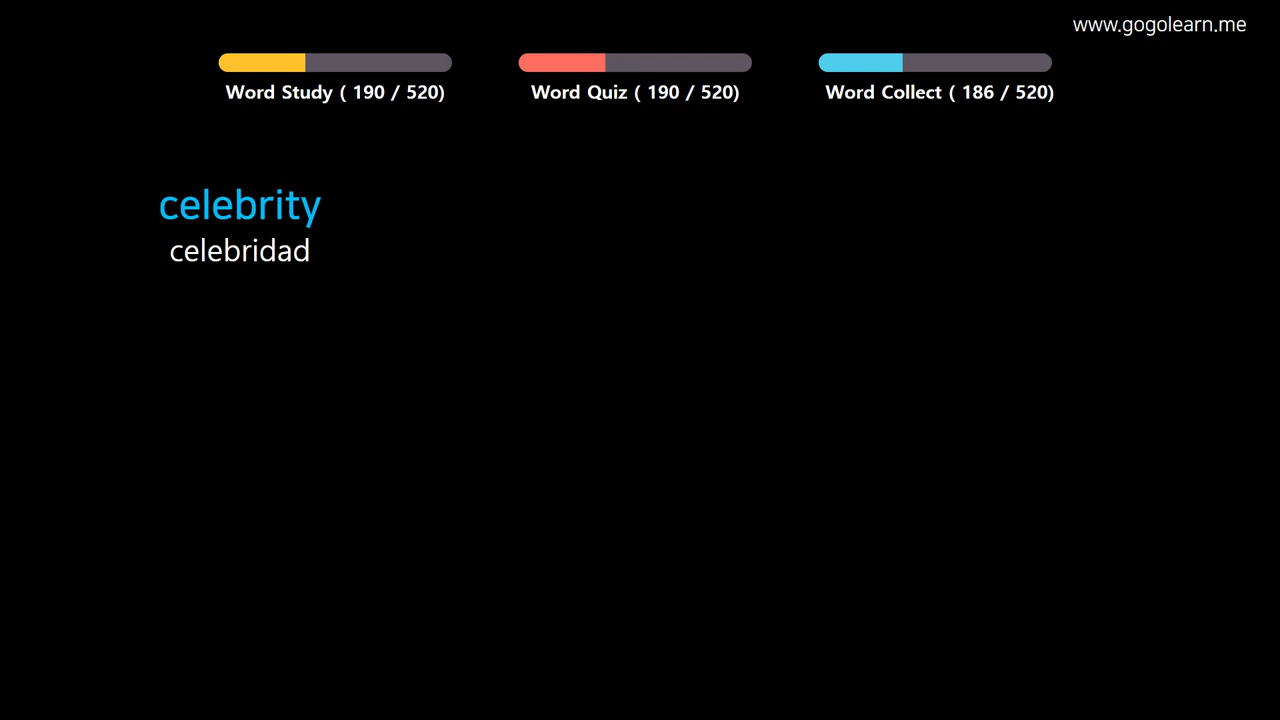 www.gogolearn.me
Word Study ( 190 / 520)
Word Quiz ( 190 / 520)
Word Collect ( 186 / 520)
celebrity
celebridad